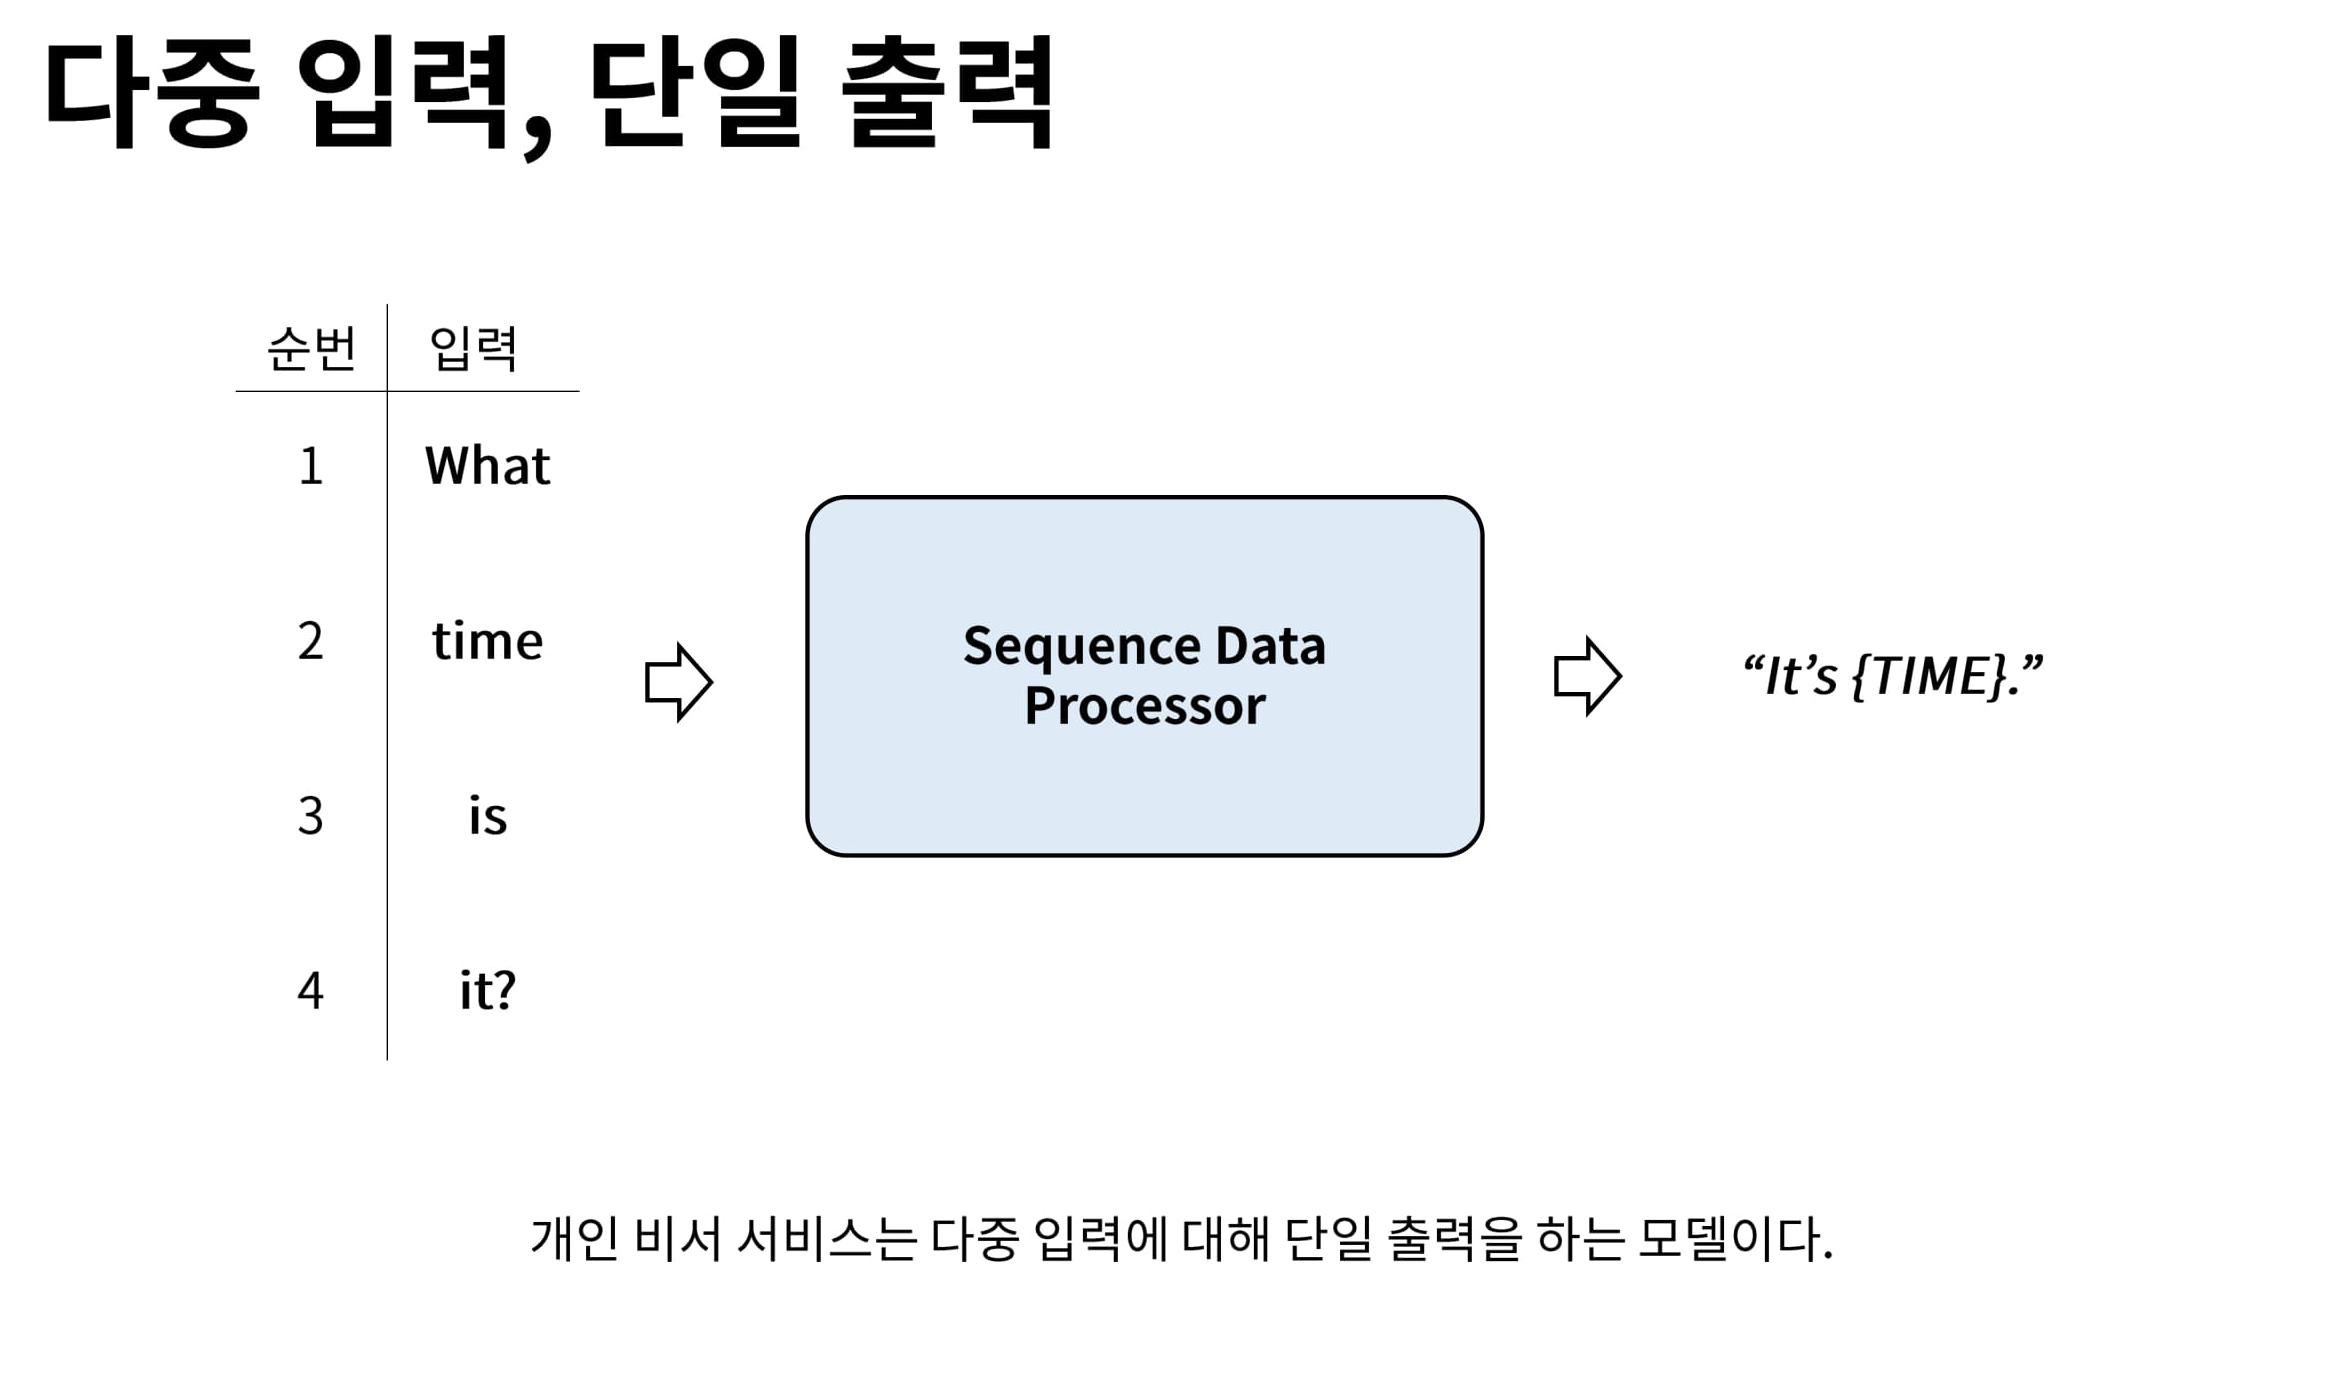 다중 입력, 단일 출력
순번 입력
1 What
2 time
3 is
4 it?
Sequence Data
Processor
“It’s {TIME}.”
개인 비서 서비스는 다중 입력에 대해 단일 출력을 하는 모델이다.